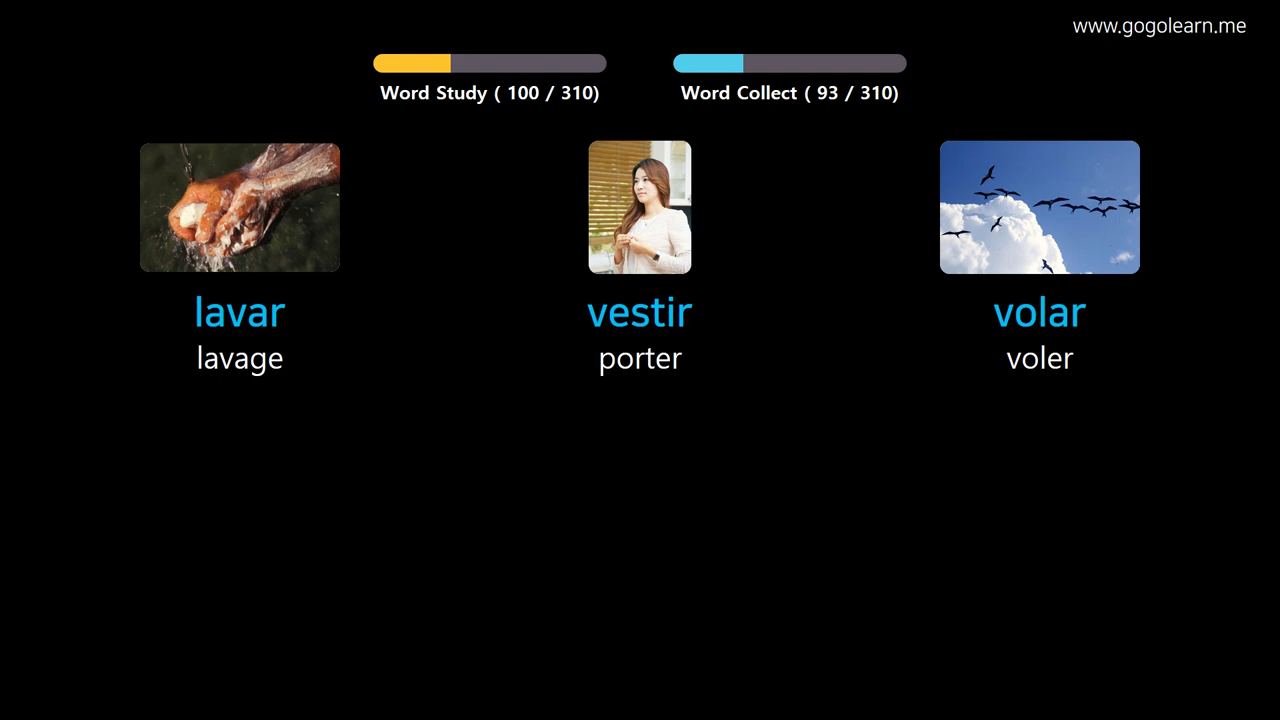 www.gogolearn.me
Word Study ( 100 / 310)
Word Collect ( 93 / 310)
lavar
lavage
vestir
porter
volar
voler